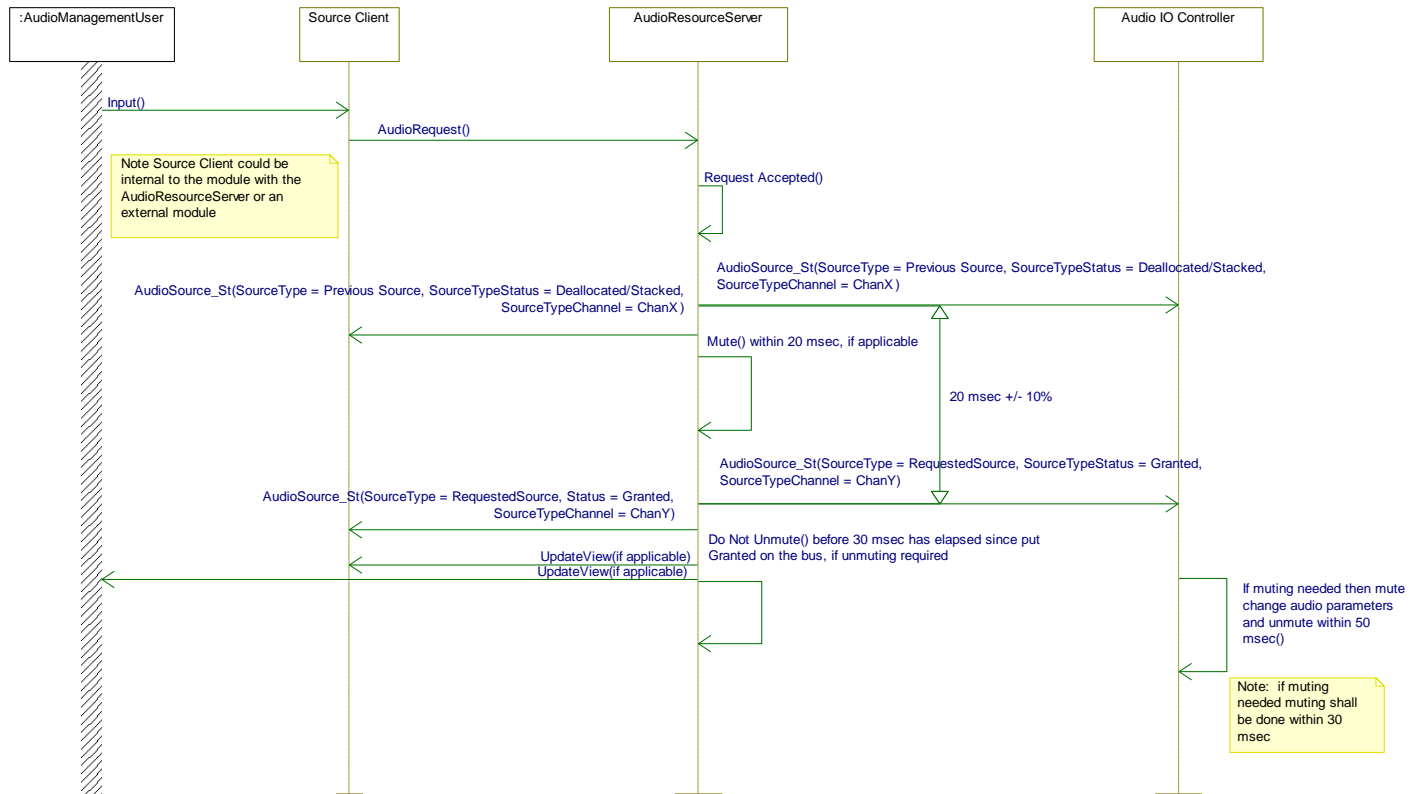 :AudioManagementUser
Source Client
AudioResourceServer
Audio IO Controller
Input()
AudioRequest()
Note Source Client could be
internal to the module with the
AudioResourceServer or an
external module
Request Accepted()
AudioSource_St(SourceType = Previous Source, SourceTypeStatus = Deallocated/Stacked,
SourceTypeChannel = ChanX)
AudioSource_St(SourceType = Previous Source, SourceTypeStatus = Deallocated/Stacked,
SourceTypeChannel = ChanX)
Mute() within 20 msec, if applicable
20 msec +/- 10%
AudioSource_St(SourceType = RequestedSource, SourceTypeStatus = Granted,
SourceTypeChannel = ChanY)
AudioSource_St(SourceType = RequestedSource, Status = Granted,
SourceTypeChannel = ChanY)
Do Not Unmute() before 30 msec has elapsed since put
Granted on the bus, if unmuting required
UpdateView(if applicable)
UpdateView(if applicable)
If muting needed then mute
change audio parameters
and unmute within 50
msec()
Note: if muting
needed muting shall
be done within 30
msec